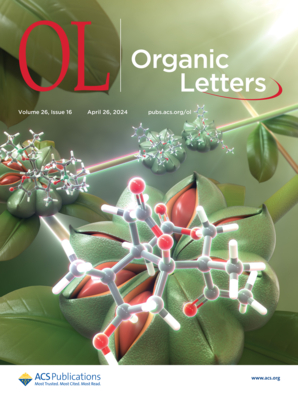 OL
Organic
Letters
Volume 26, Issue 16 April 26, 2024 pubs.acs.org/ol
ACS Publications
Most Trusted. Most Cited. Most Read.
www.acs.org